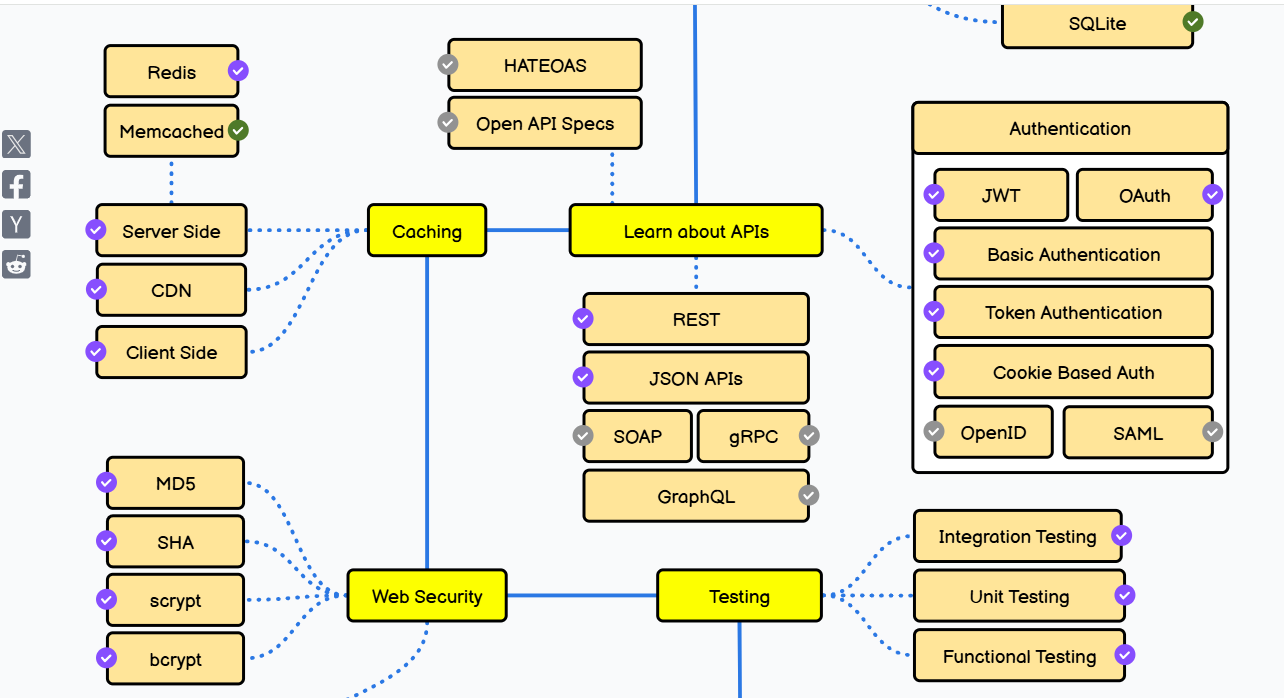 SQLite
Redis
Memcached
HATEOAS
Open API Specs
Authentication
JWT
OAuth
Basic Authentication
Token Authentication
Cookie Based Auth
OpenID
SAML
Server Side
CDN
Client Side
Caching
Learn about APIs
REST
JSON APIs
SOAP
gRPC
GraphQL
MD5
SHA
scrypt
bcrypt
Web Security
Testing
Integration Testing
Unit Testing
Functional Testing